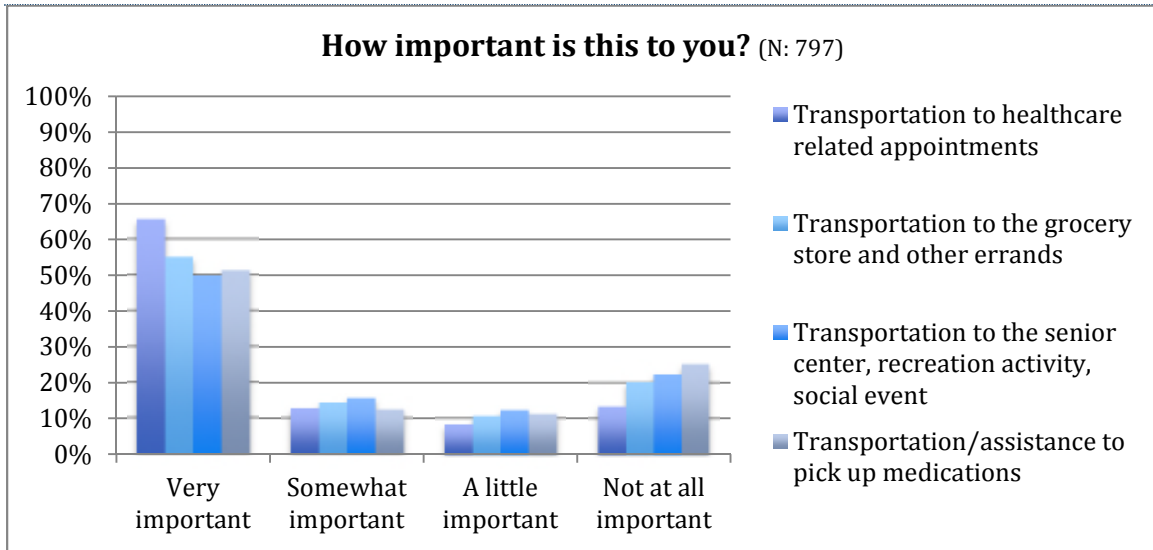 How important is this to you? (N: 797)
100%
90%
80%
70%
60%
50%
40%
30%
20%
10%
0%
Very
important
Somewhat
important
A little
important
Not at all
important
Transportation to healthcare
related appointments
Transportation to the grocery
store and other errands
Transportation to the senior
center, recreation activity,
social event
Transportation/assistance to
pick up medications